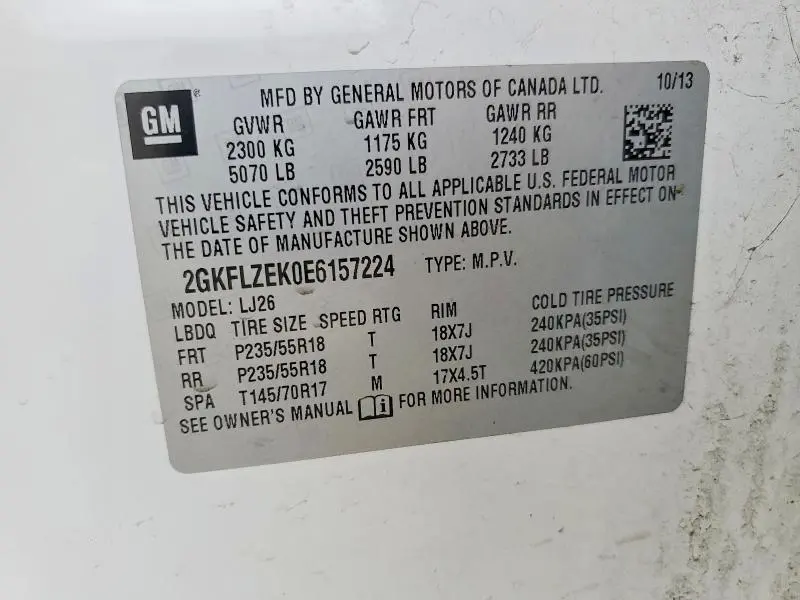 GM ®
MFD BY GENERAL MOTORS OF CANADA LTD. 10/13
GVWR GAWR FRT GAWR RR
2300 KG 1175 KG 1240 KG
5070 LB 2590 LB 2733 LB
THIS VEHICLE CONFORMS TO ALL APPLICABLE U.S. FEDERAL MOTOR
VEHICLE SAFETY AND THEFT PREVENTION STANDARDS IN EFFECT ON
THE DATE OF MANUFACTURE SHOWN ABOVE.
2GKFLZEK0E6157224 TYPE: M.P.V.
MODEL: LJ26
LBDQ TIRE SIZE SPEED RTG RIM COLD TIRE PRESSURE
FRT P235/55R18 T 18X7J 240KPA(35PSI)
RR P235/55R18 T 18X7J 240KPA(35PSI)
SPA T145/70R17 M 17X4.5T 420KPA(60PSI)
SEE OWNER'S MANUAL i FOR MORE INFORMATION.